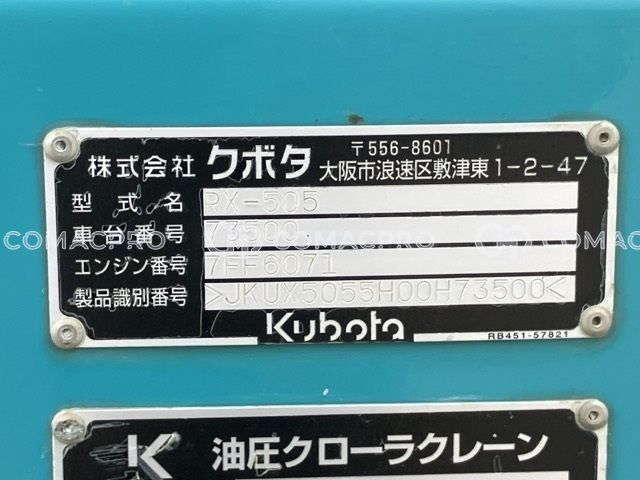 〒556-8601
株式会社 クボタ 大阪市浪速区敷津東1-2-47
型式名 RX-505
車台番号 73500
エンジン番号 7FF6071
製品識別番号 >JKUX5055H00H73500<
Kubota
RB451-57821
K 油圧クローラクレーン
COMACPRO COMACPRO COMACPRO